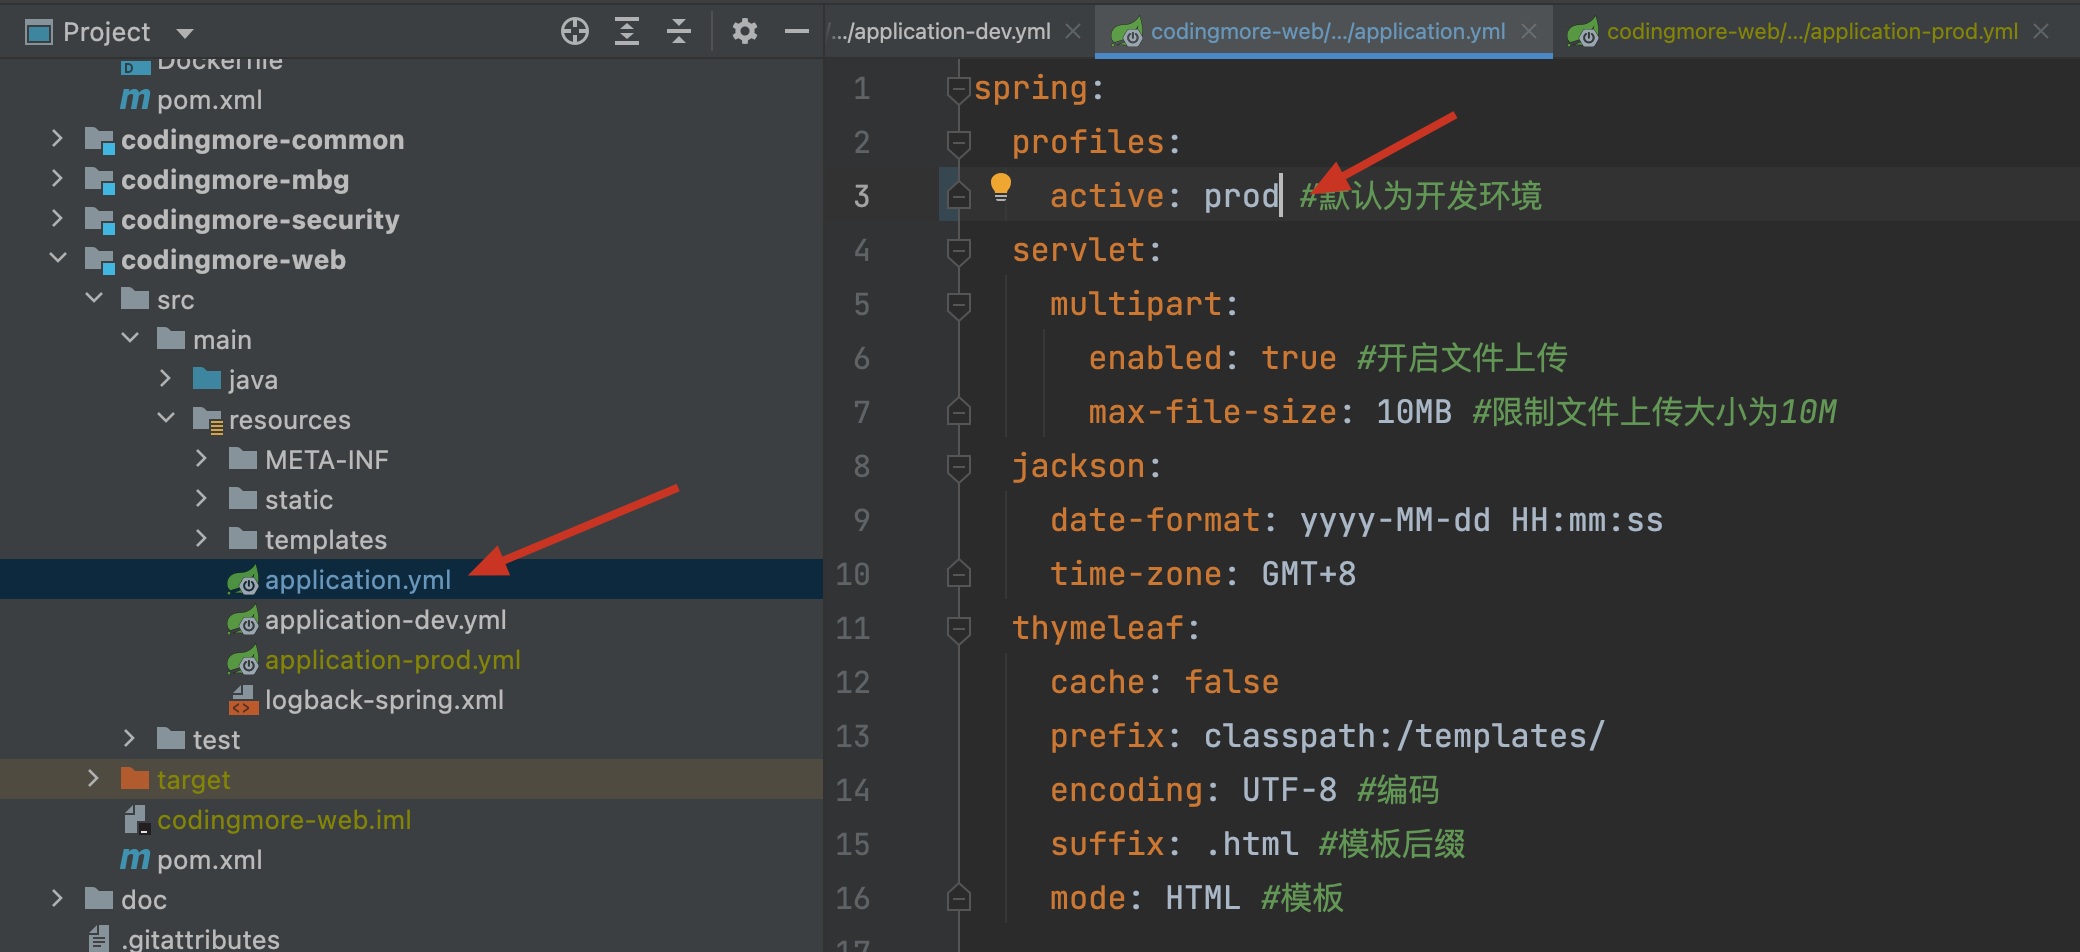 Project
Dockerfile
pom.xml
codingmore-common
codingmore-mbg
codingmore-security
codingmore-web
src
main
java
resources
META-INF
static
templates
application.yml
application-dev.yml
application-prod.yml
logback-spring.xml
test
target
codingmore-web.iml
pom.xml
doc
.gitattributes
.../application-dev.yml
codingmore-web/.../application.yml
codingmore-web/.../application-prod.yml
1 spring:
2 profiles:
3 active: prod #默认为开发环境
4 servlet:
5 multipart:
6 enabled: true #开启文件上传
7 max-file-size: 10MB #限制文件上传大小为10M
8 jackson:
9 date-format: yyyy-MM-dd HH:mm:ss
10 time-zone: GMT+8
11 thymeleaf:
12 cache: false
13 prefix: classpath:/templates/
14 encoding: UTF-8 #编码
15 suffix: .html #模板后缀
16 mode: HTML #模板
17